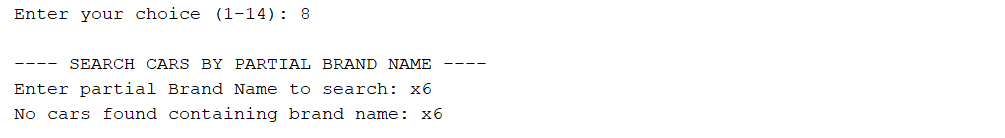 Enter your choice (1-14): 8
---- SEARCH CARS BY PARTIAL BRAND NAME ----
Enter partial Brand Name to search: x6
No cars found containing brand name: x6